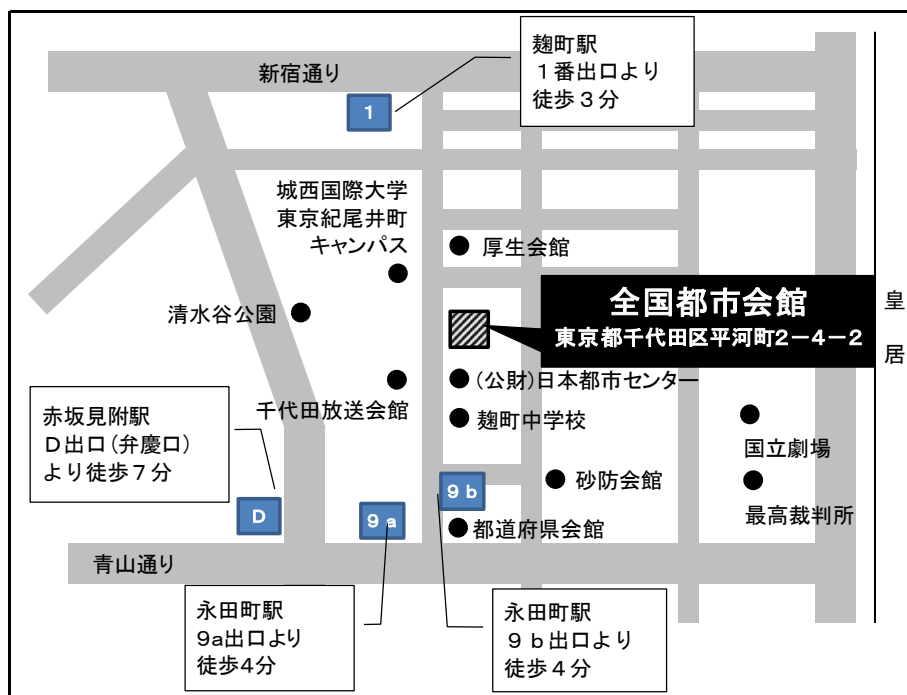 麹町駅
１番出口より
徒歩３分
新宿通り
1
城西国際大学
東京紀尾井町
キャンパス
厚生会館
全国都市会館
東京都千代田区平河町2－4－2
皇
居
清水谷公園
(公財)日本都市センター
千代田放送会館
麹町中学校
赤坂見附駅
Ｄ出口(弁慶口)
より徒歩７分
国立劇場
砂防会館
9 b
D
9 a
最高裁判所
都道府県会館
青山通り
永田町駅
9a出口より
徒歩4分
永田町駅
９ｂ出口より
徒歩４分